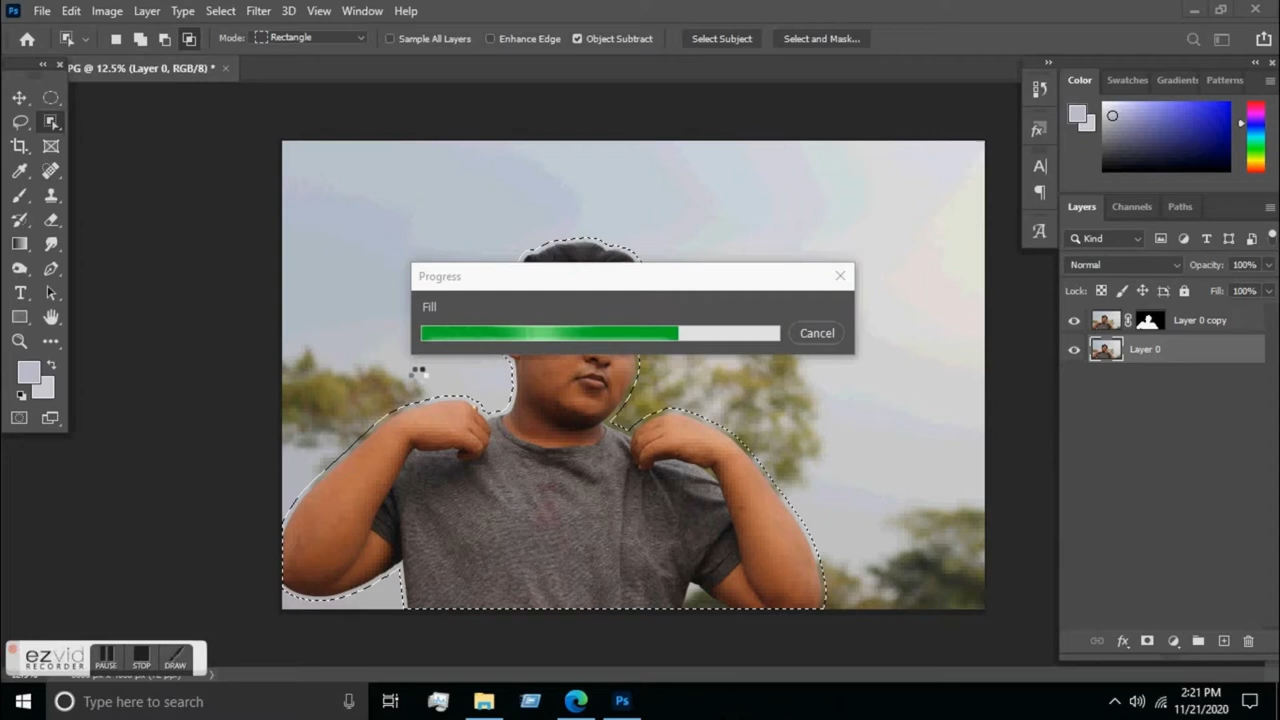 Ps File Edit Image Layer Type Select Filter 3D View Window Help
Mode: Rectangle Sample All Layers Enhance Edge Object Subtract Select Subject Select and Mask...
PG @ 12.5% (Layer 0, RGB/8) *
Color Swatches Gradients Patterns
Layers Channels Paths
Kind
Normal Opacity: 100%
Lock: Fill: 100%
Layer 0 copy
Layer 0
Progress
Fill
Cancel
ezvid
RECORDER
PAUSE STOP DRAW
Type here to search
Ps
2:21 PM
11/21/2020